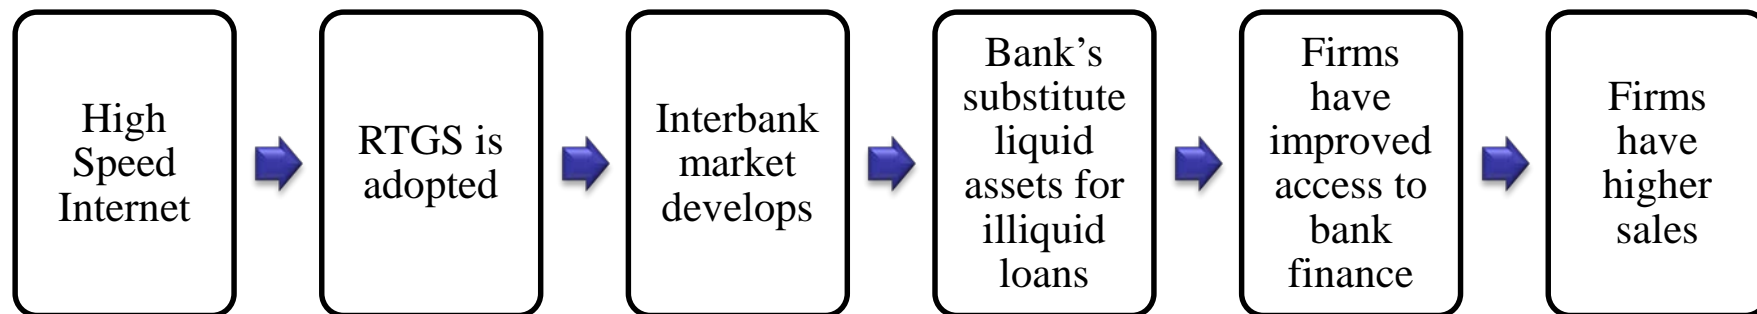 High
Speed
Internet
RTGS is
adopted
Interbank
market
develops
Bank’s
substitute
liquid
assets for
illiquid
loans
Firms
have
improved
access to
bank
finance
Firms
have
higher
sales